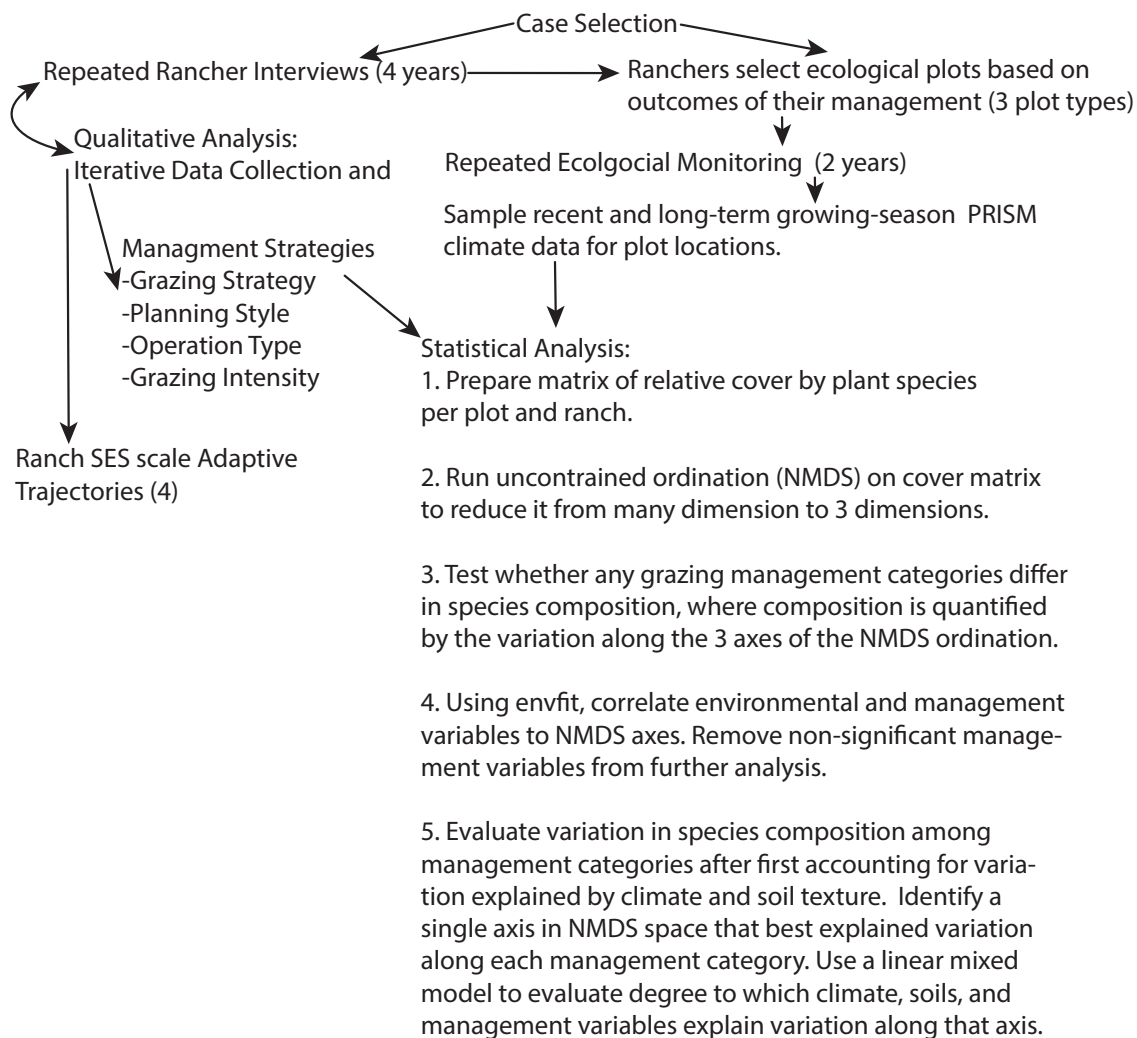 Case Selection
Repeated Rancher Interviews (4 years)
Ranchers select ecological plots based on
outcomes of their management (3 plot types)
Qualitative Analysis:
Iterative Data Collection and
Repeated Ecolgocial Monitoring (2 years)
Sample recent and long-term growing-season PRISM
climate data for plot locations.
Managment Strategies
-Grazing Strategy
-Planning Style
-Operation Type
-Grazing Intensity
Ranch SES scale Adaptive
Trajectories (4)
Statistical Analysis:
1. Prepare matrix of relative cover by plant species
per plot and ranch.
2. Run uncontrained ordination (NMDS) on cover matrix
to reduce it from many dimension to 3 dimensions.
3. Test whether any grazing management categories differ
in species composition, where composition is quantified
by the variation along the 3 axes of the NMDS ordination.
4. Using envfit, correlate environmental and management
variables to NMDS axes. Remove non-significant manage-
ment variables from further analysis.
5. Evaluate variation in species composition among
management categories after first accounting for varia-
tion explained by climate and soil texture. Identify a
single axis in NMDS space that best explained variation
along each management category. Use a linear mixed
model to evaluate degree to which climate, soils, and
management variables explain variation along that axis.